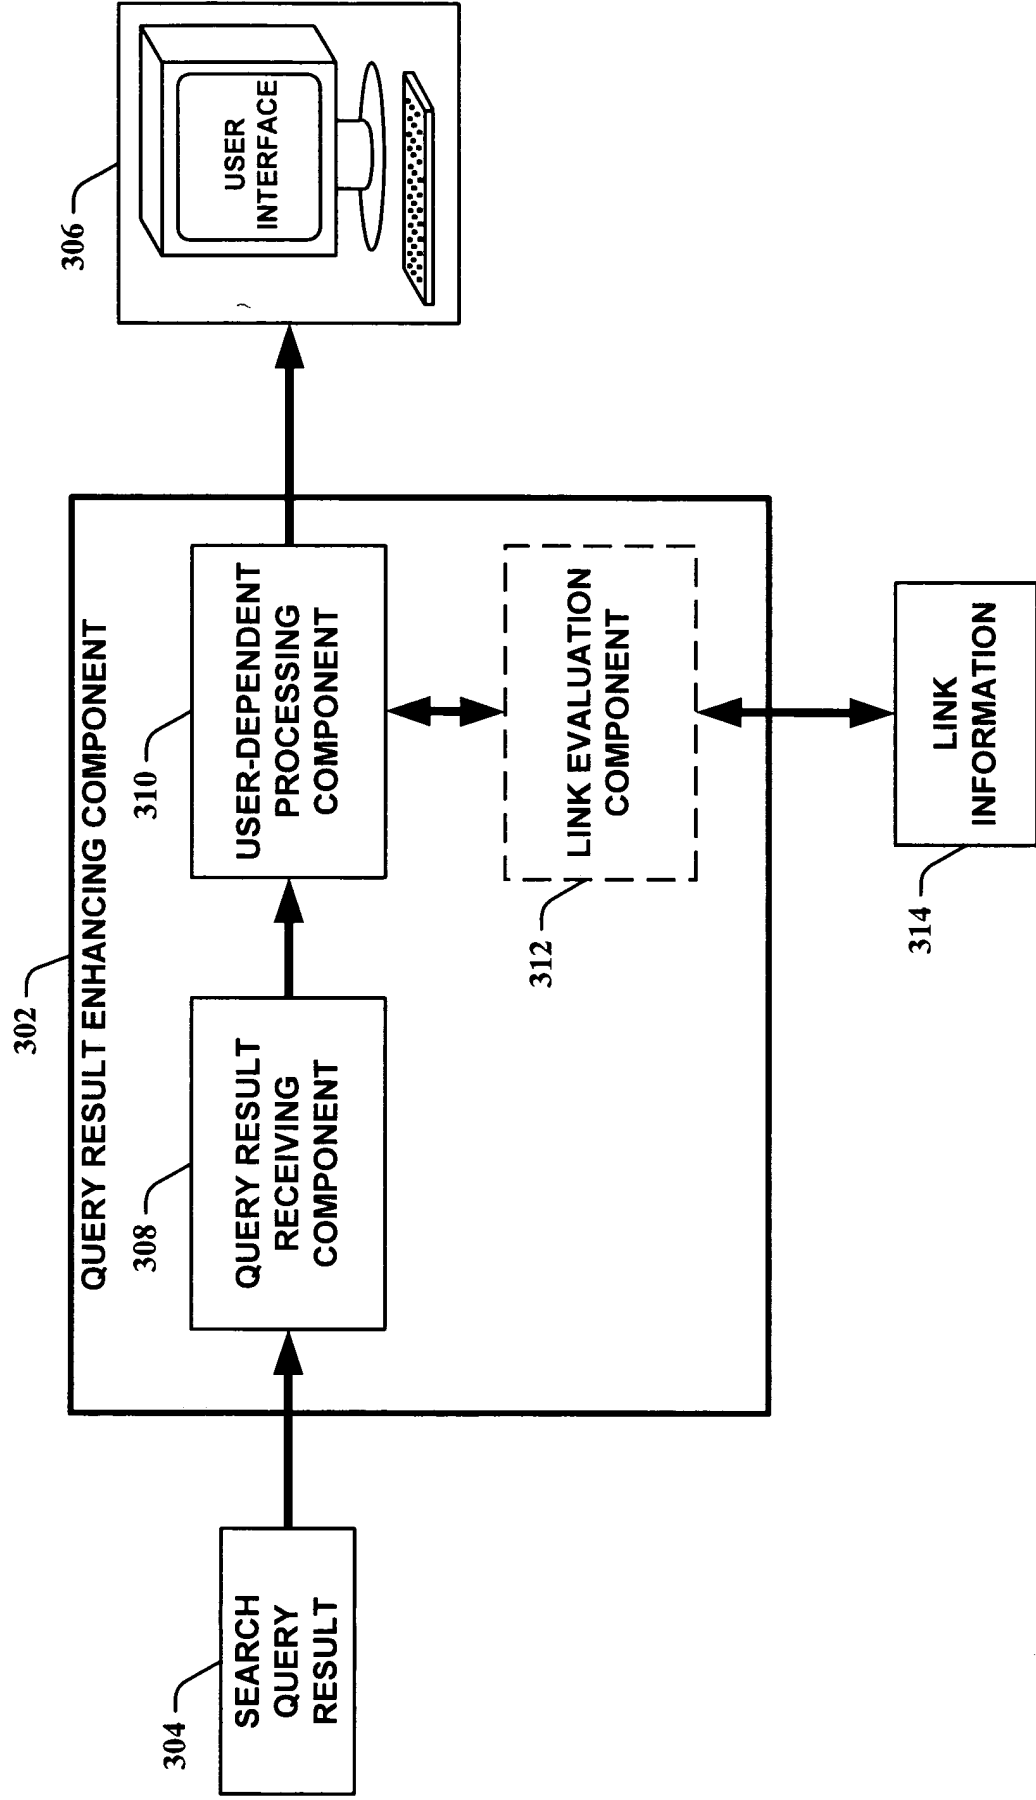 302
QUERY RESULT ENHANCING COMPONENT
304
SEARCH
QUERY
RESULT
308
QUERY RESULT
RECEIVING
COMPONENT
310
USER-DEPENDENT
PROCESSING
COMPONENT
312
LINK EVALUATION
COMPONENT
314
LINK
INFORMATION
306
USER
INTERFACE